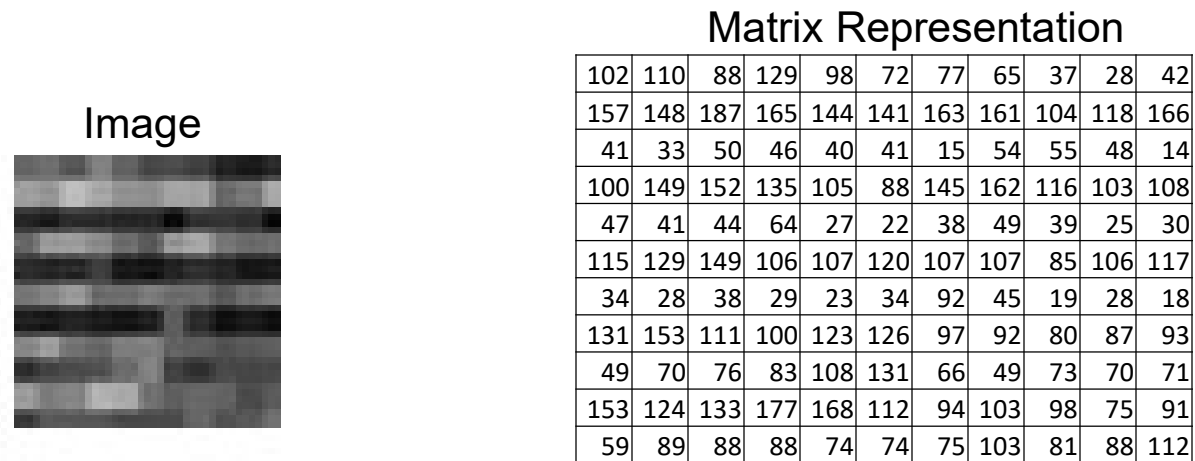 Matrix Representation
Image
102 110 88 129 98 72 77 65 37 28 42
157 148 187 165 144 141 163 161 104 118 166
41 33 50 46 40 41 15 54 55 48 14
100 149 152 135 105 88 145 162 116 103 108
47 41 44 64 27 22 38 49 39 25 30
115 129 149 106 107 120 107 107 85 106 117
34 28 38 29 23 34 92 45 19 28 18
131 153 111 100 123 126 97 92 80 87 93
49 70 76 83 108 131 66 49 73 70 71
153 124 133 177 168 112 94 103 98 75 91
59 89 88 88 74 74 75 103 81 88 112